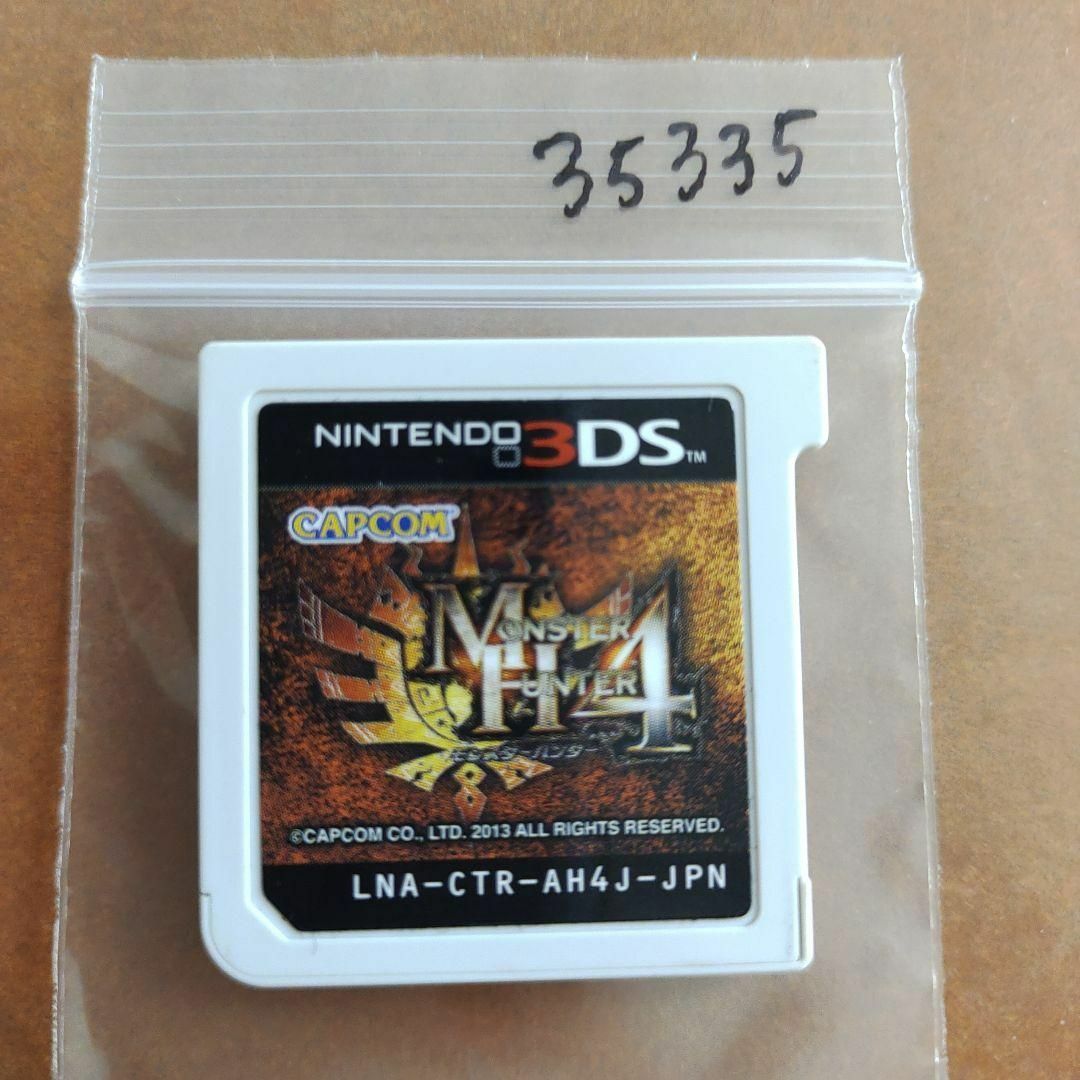 35335
NINTENDO 3DS™
CAPCOM
MONSTER
HUNTER 4
モンスターハンター
©CAPCOM CO., LTD. 2013 ALL RIGHTS RESERVED.
LNA-CTR-AH4J-JPN